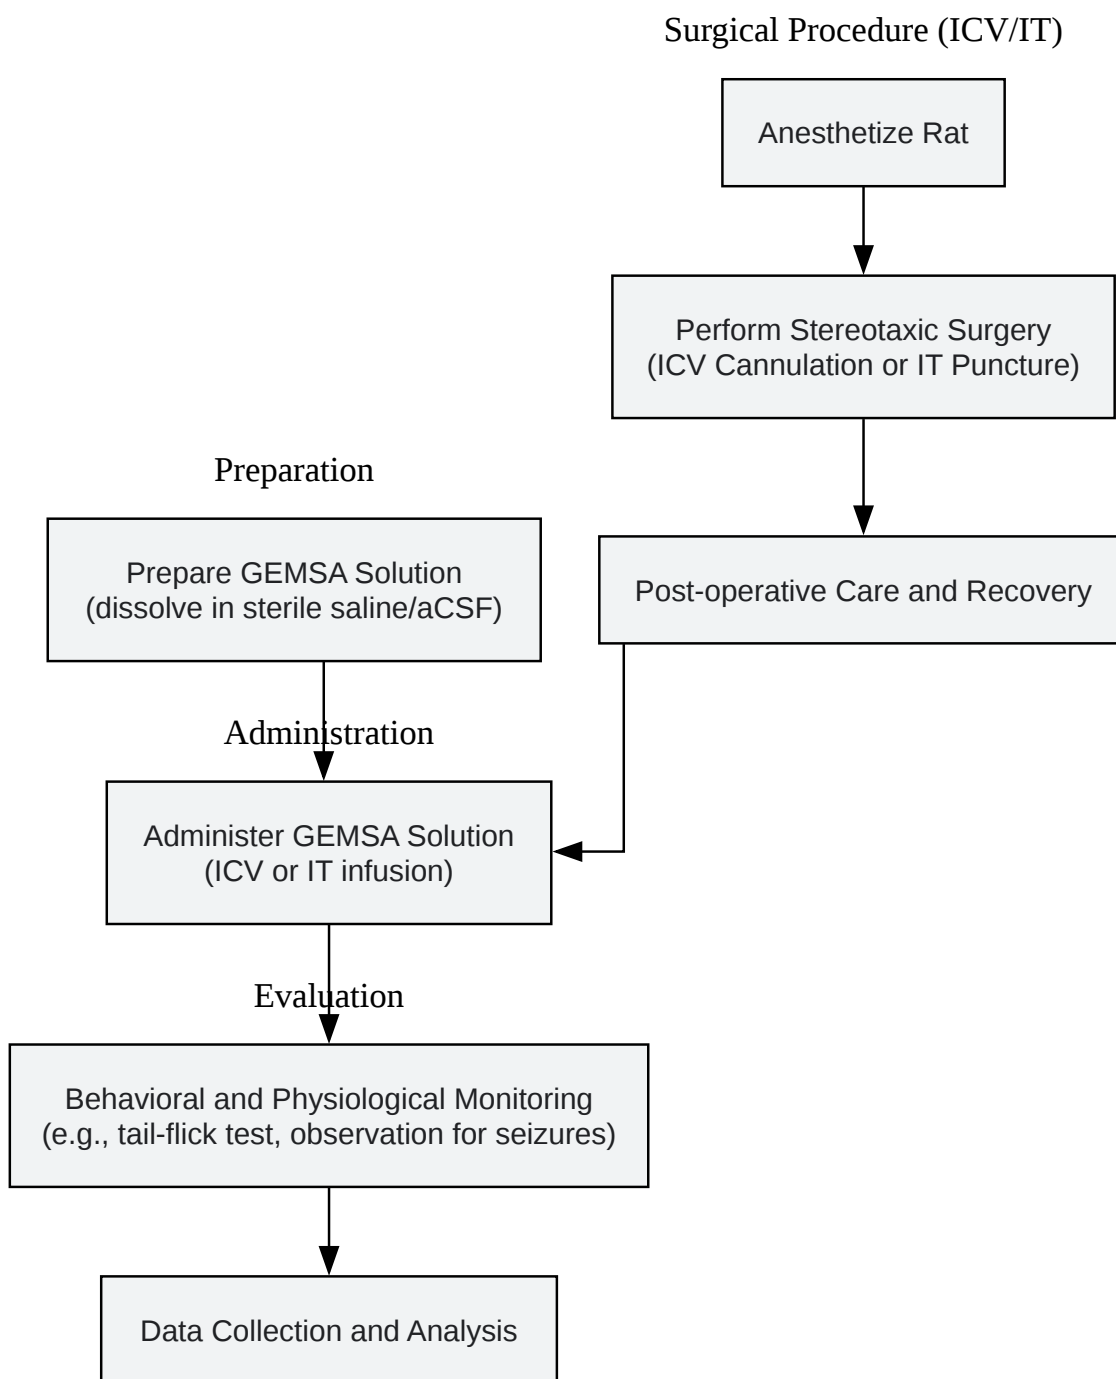 Surgical Procedure (ICV/IT)
Anesthetize Rat
Perform Stereotaxic Surgery
(ICV Cannulation or IT Puncture)
Post-operative Care and Recovery
Preparation
Prepare GEMSA Solution
(dissolve in sterile saline/aCSF)
Administration
Administer GEMSA Solution
(ICV or IT infusion)
Evaluation
Behavioral and Physiological Monitoring
(e.g., tail-flick test, observation for seizures)
Data Collection and Analysis